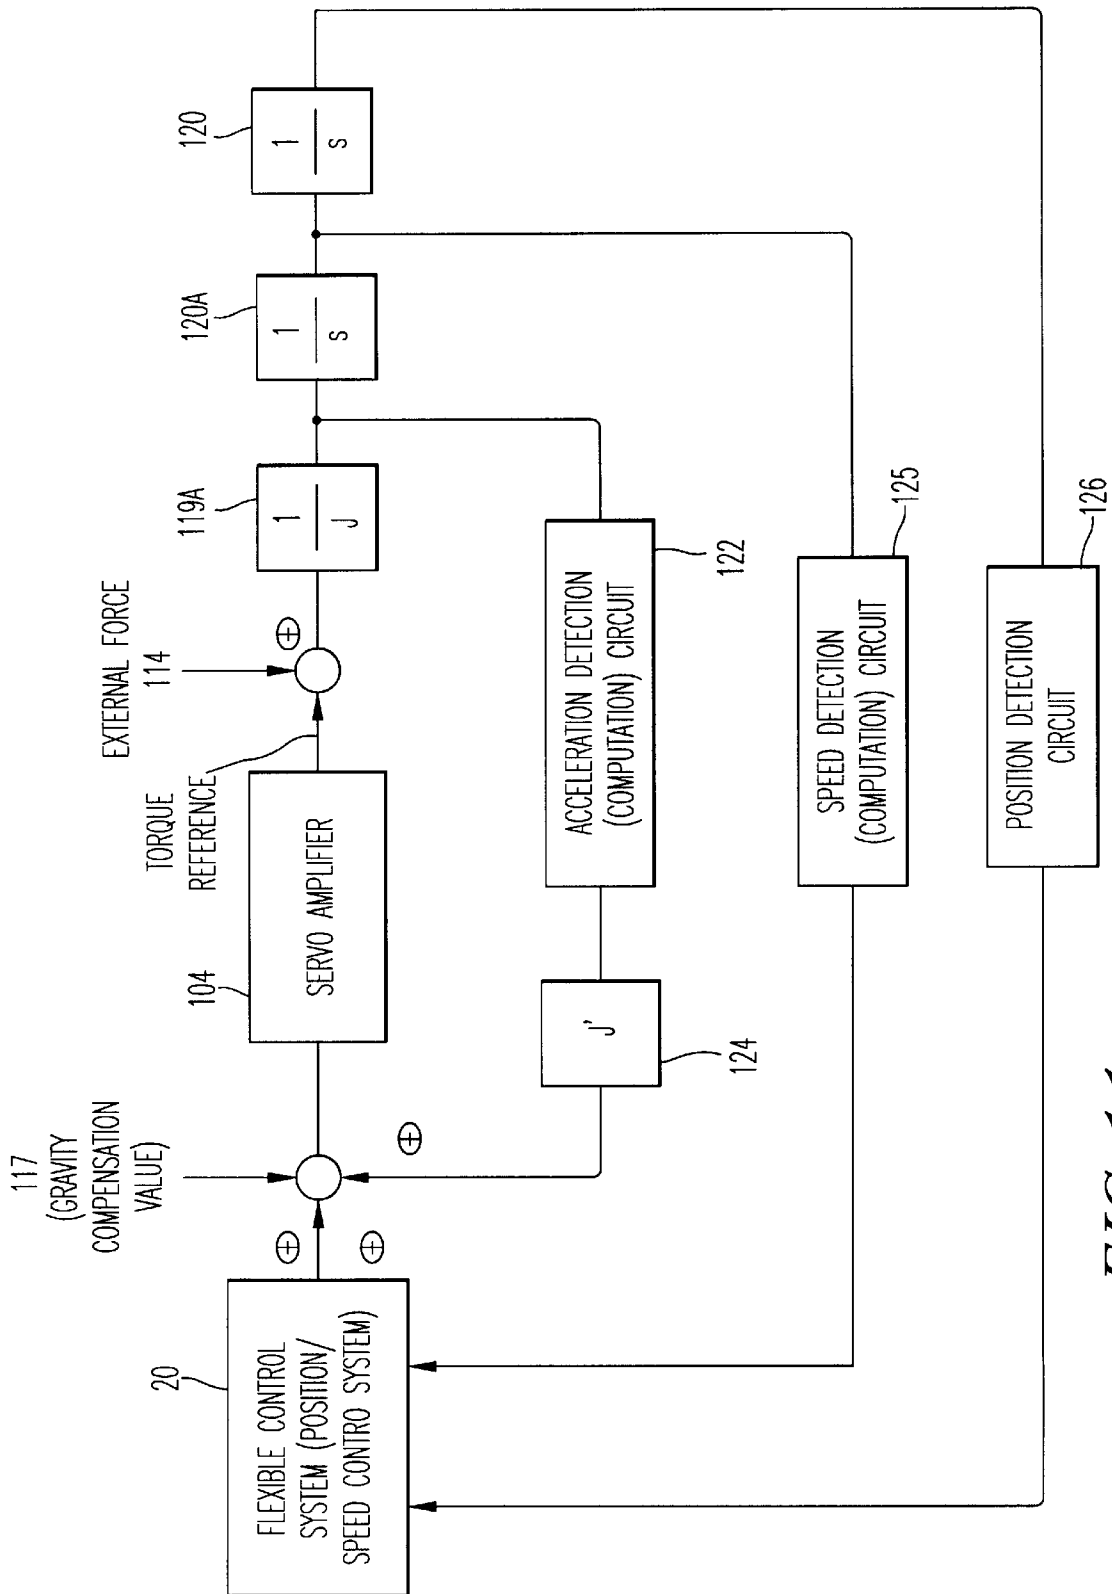 20
FLEXIBLE CONTROL
SYSTEM (POSITION/
SPEED CONTRO SYSTEM)
117
(GRAVITY
COMPENSATION
VALUE)
+
+
+
104
SERVO AMPLIFIER
TORQUE
REFERENCE
EXTERNAL FORCE
114
+
119A
1
J
120A
1
s
120
1
s
J'
124
ACCELERATION DETECTION
(COMPUTATION) CIRCUIT
122
SPEED DETECTION
(COMPUTATION) CIRCUIT
125
POSITION DETECTION
CIRCUIT
126